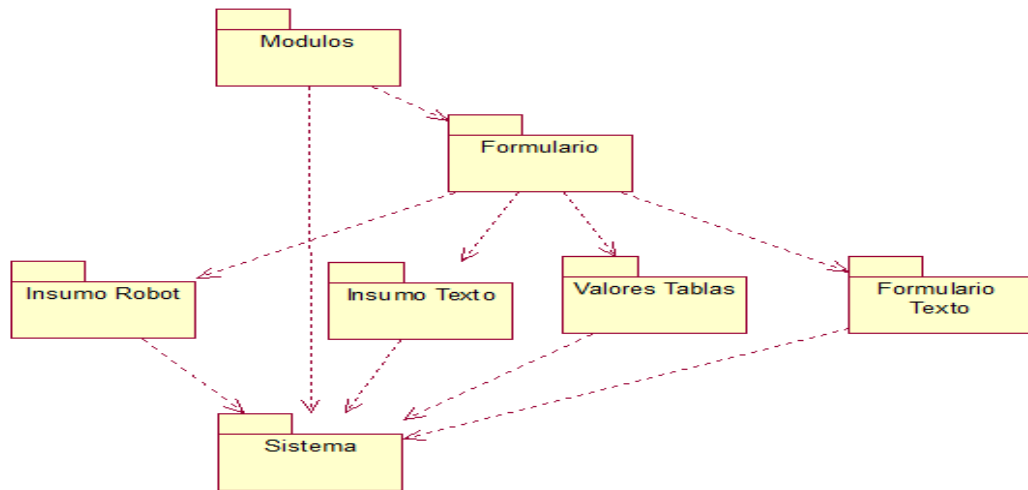 Modulos
Formulario
Insumo Robot
Insumo Texto
Valores Tablas
Formulario
Texto
Sistema